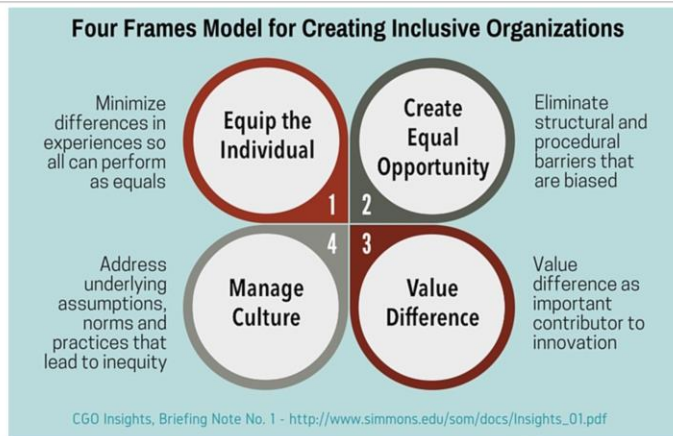 Four Frames Model for Creating Inclusive Organizations
Minimize
differences in
experiences so
all can perform
as equals
Equip the
Individual
1
Create
Equal
Opportunity
2
Eliminate
structural and
procedural
barriers that
are biased
Address
underlying
assumptions,
norms and
practices that
lead to inequity
Manage
Culture
4
3
Value
Difference
Value
difference as
important
contributor to
innovation
CGO Insights, Briefing Note No. 1 - http://www.simmons.edu/som/docs/Insights_01.pdf